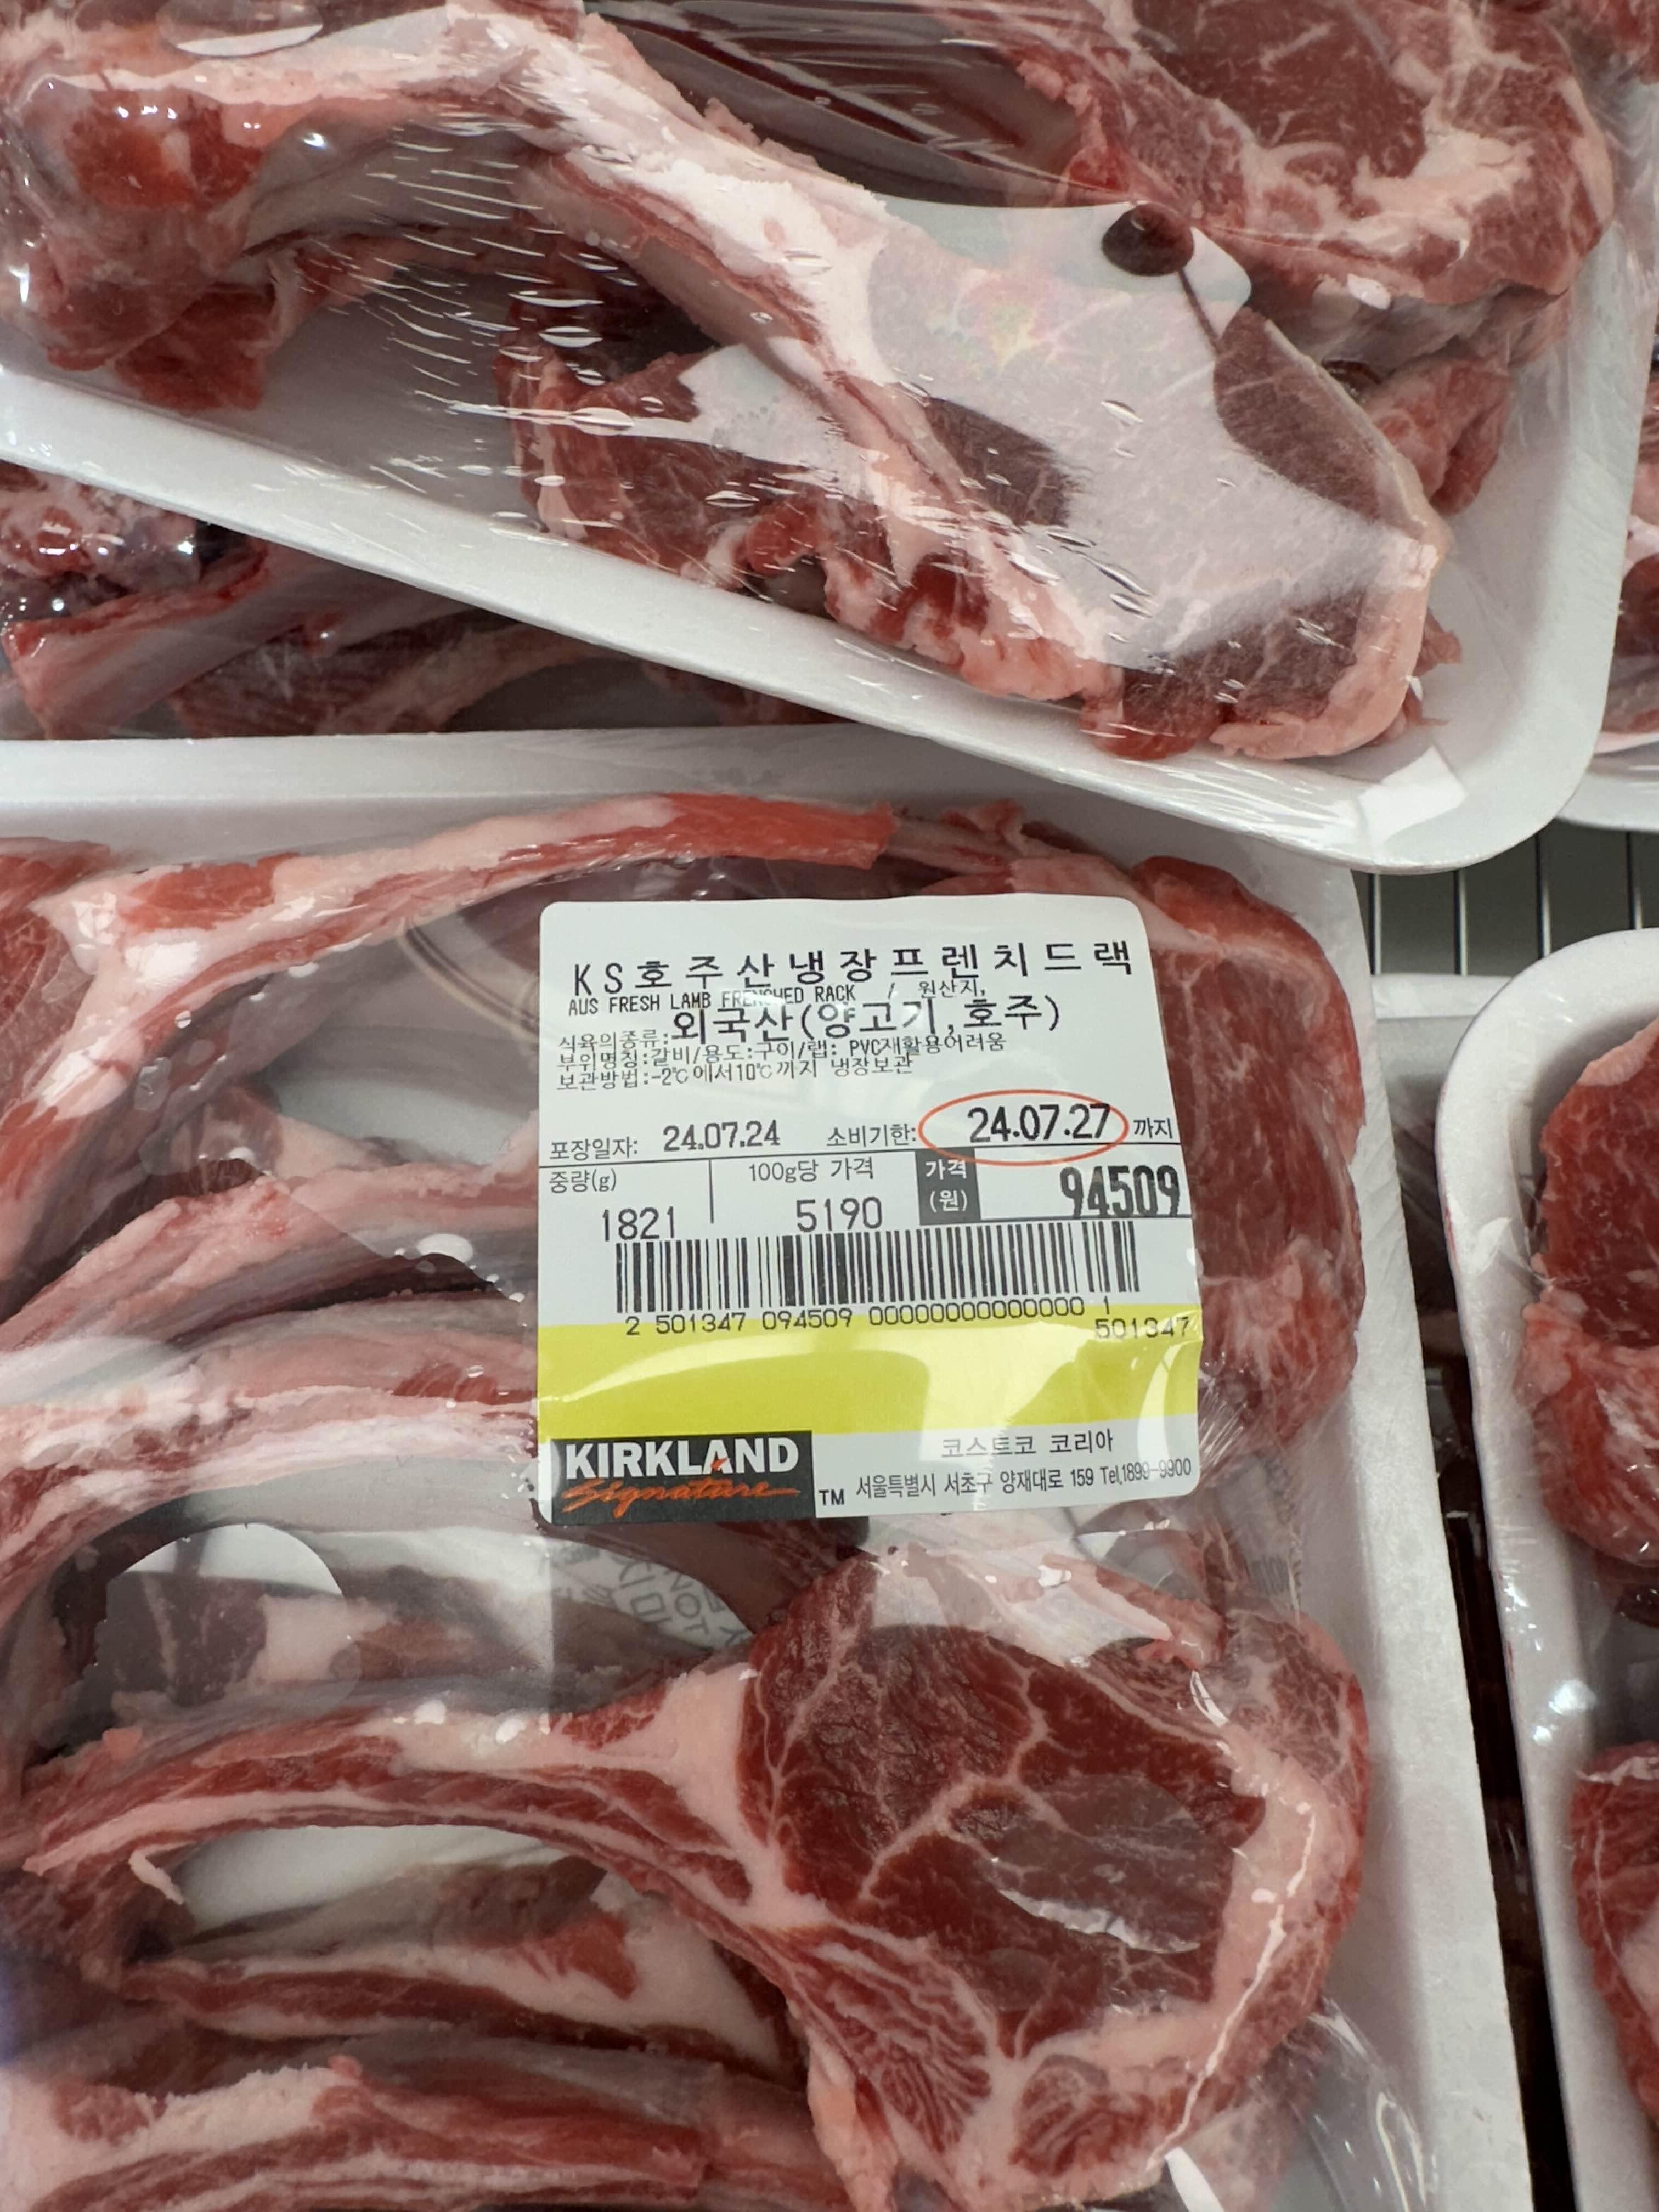 KS호주산냉장프렌치드랙
AUS FRESH LAMB FRENCHED RACK / 원산지,
식육의종류:외국산(양고기,호주)
부위명칭:갈비/용도:구이/랩: PVC재활용어려움
보관방법:-2℃에서10℃까지 냉장보관
포장일자: 24.07.24 소비기한: 24.07.27 까지
중량(g) 100g당 가격 가격(원)
1821 5190 94509
2 501347 094509 00000000000000 1
501347
KIRKLAND
Signature TM
코스트코 코리아
서울특별시 서초구 양재대로 159 Tel.1899-9900